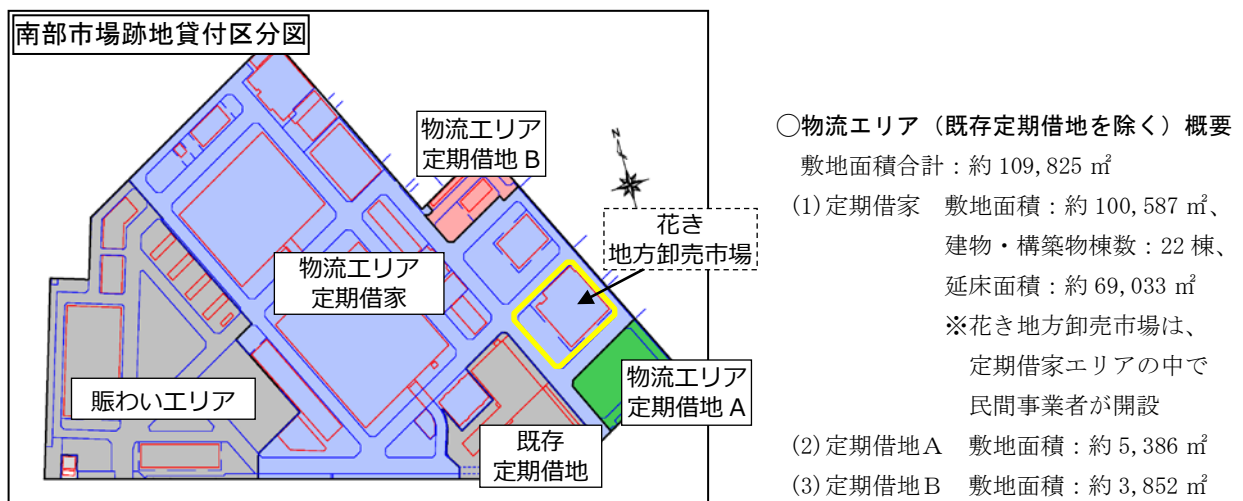 南部市場跡地貸付区分図
物流エリア
定期借地 B
N
花き
地方卸売市場
物流エリア
定期借家
物流エリア
定期借地 A
賑わいエリア
既存
定期借地
○物流エリア（既存定期借地を除く）概要
敷地面積合計：約 109,825 ㎡
(1)定期借家　敷地面積：約 100,587 ㎡、
建物・構築物棟数：22 棟、
延床面積：約 69,033 ㎡
※花き地方卸売市場は、
定期借家エリアの中で
民間事業者が開設
(2)定期借地A　敷地面積：約 5,386 ㎡
(3)定期借地B　敷地面積：約 3,852 ㎡